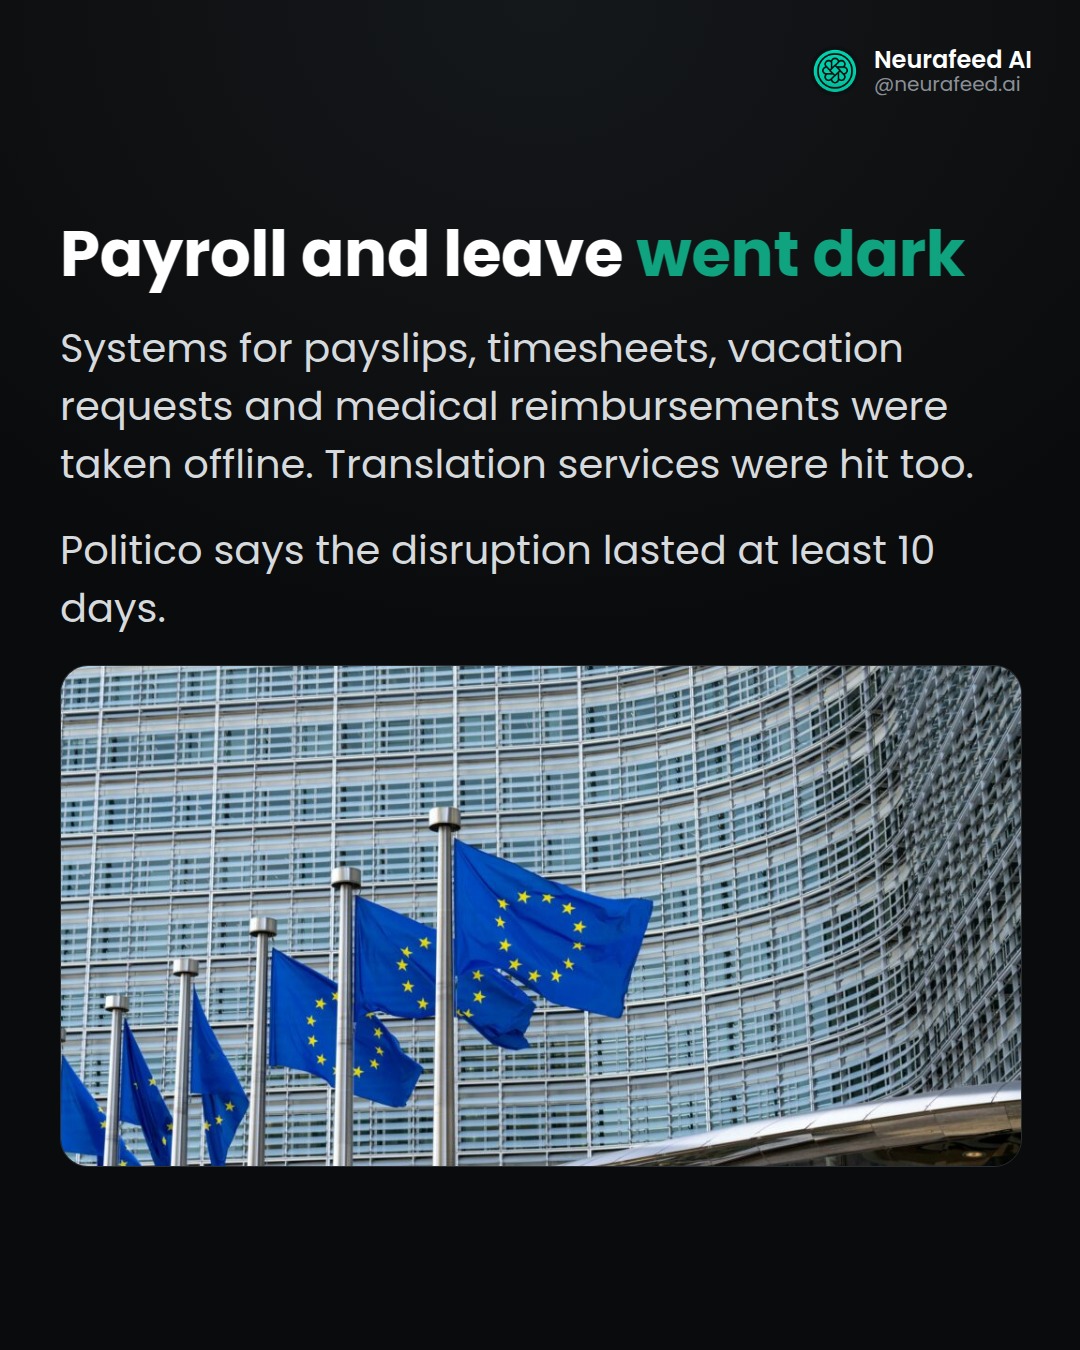 Neurafeed AI
@neurafeed.ai
Payroll and leave went dark
Systems for payslips, timesheets, vacation
requests and medical reimbursements were
taken offline. Translation services were hit too.
Politico says the disruption lasted at least 10
days.